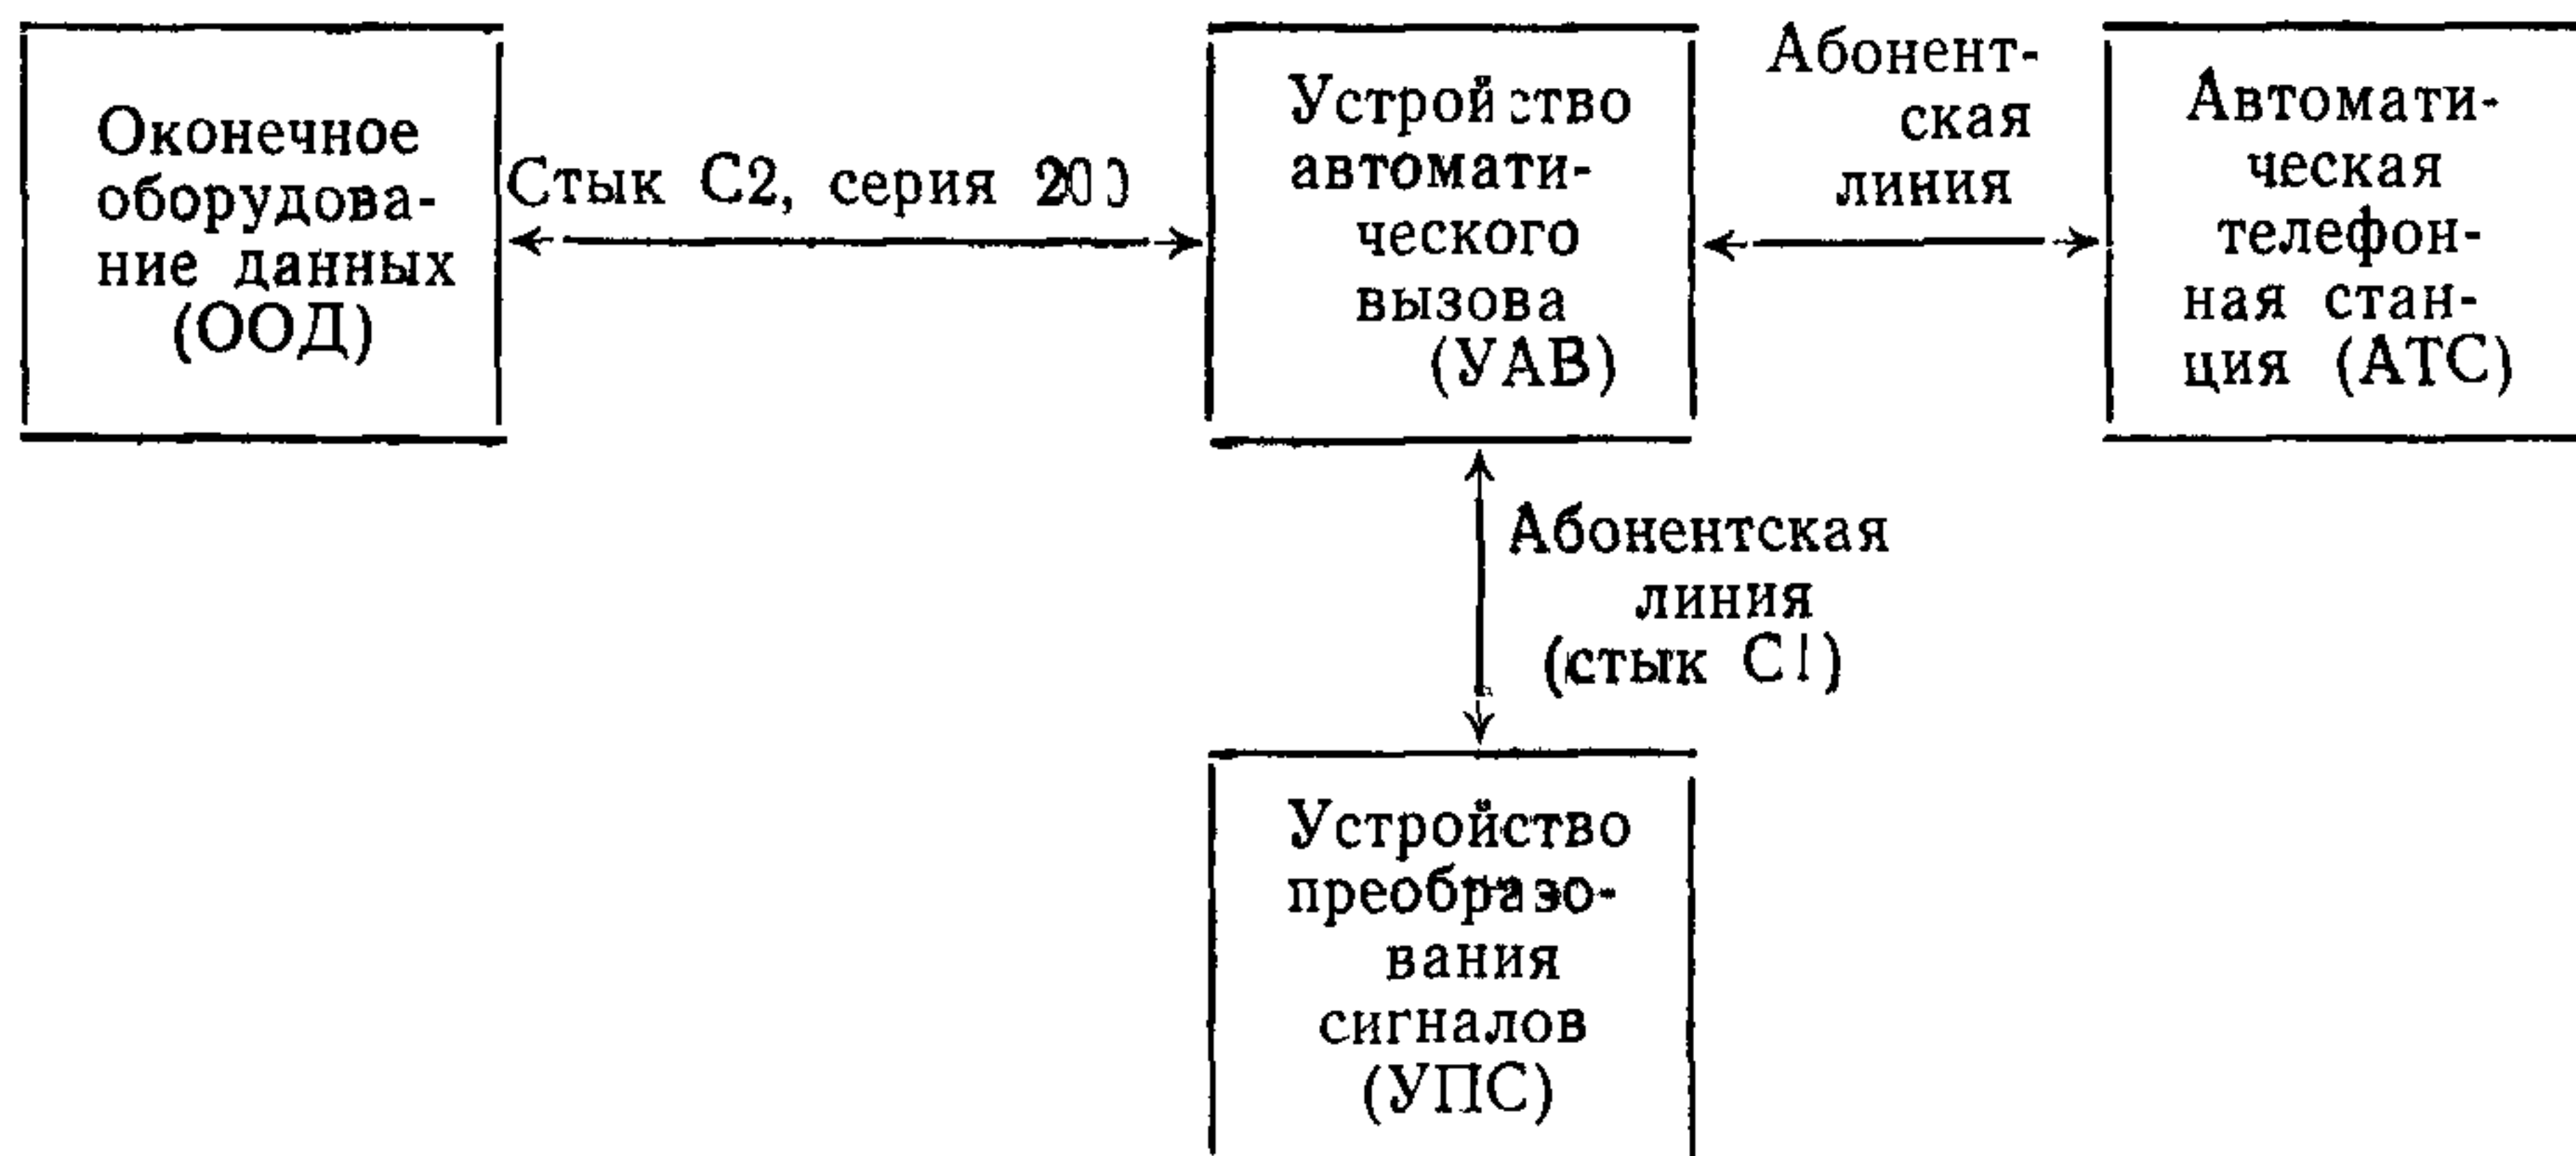 Оконечное
оборудова-
ние данных
(ООД)
Стык С2, серия 200
Устройство
автомати-
ческого
вызова
(УАВ)
Абонент-
ская
линия
Автомати-
ческая
телефон-
ная стан-
ция (АТС)
Абонентская
линия
(стык С1)
Устройство
преобразо-
вания
сигналов
(УПС)